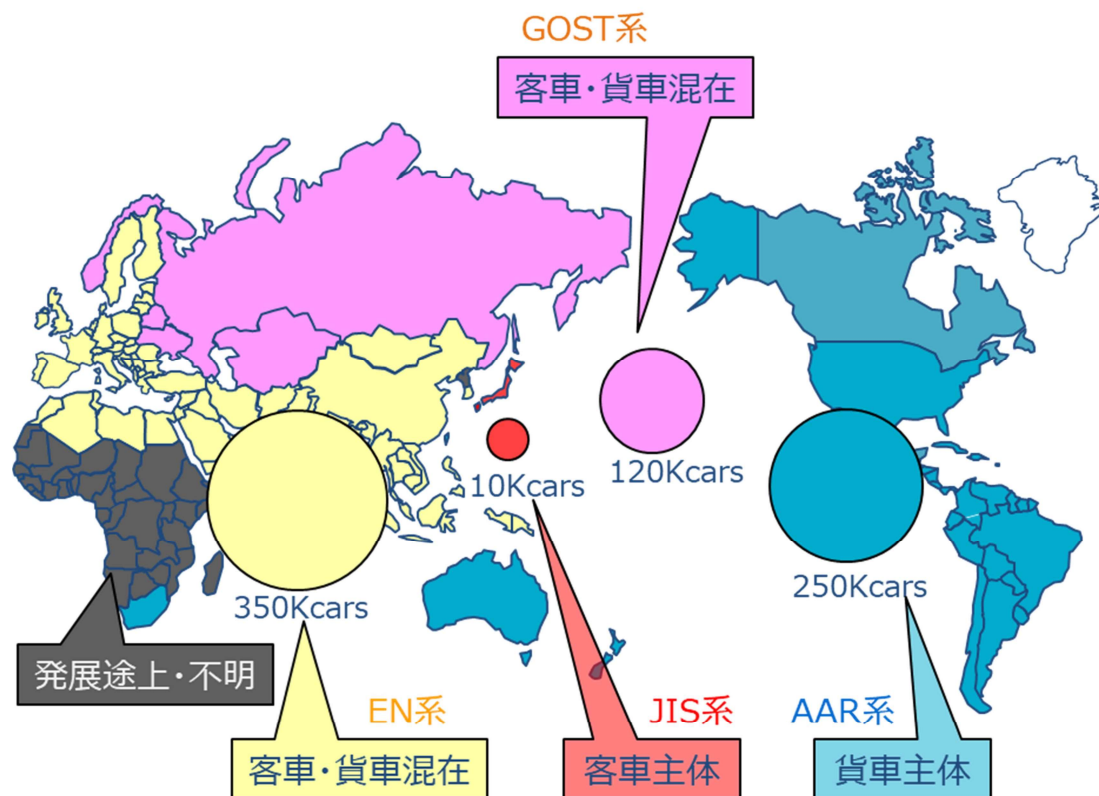 GOST系
客車・貨車混在
120Kcars
10Kcars
250Kcars
350Kcars
発展途上・不明
EN系
客車・貨車混在
JIS系
客車主体
AAR系
貨車主体